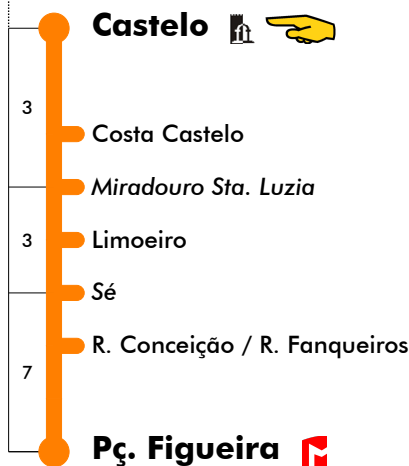 Castelo
3
Costa Castelo
Miradouro Sta. Luzia
3
Limoeiro
Sé
R. Conceição / R. Fanqueiros
7
Pç. Figueira